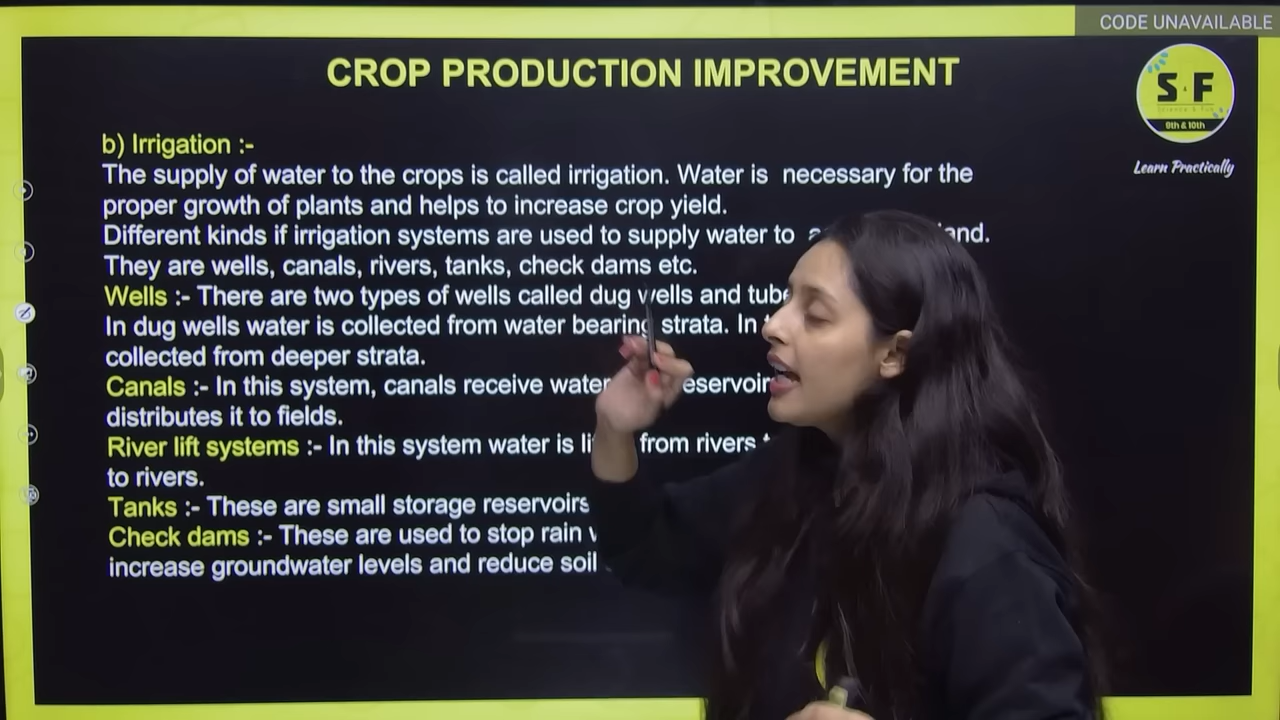 CODE UNAVAILABLE
CROP PRODUCTION IMPROVEMENT
S F
9th & 10th
Learn Practically
b) Irrigation :-
The supply of water to the crops is called irrigation. Water is necessary for the
proper growth of plants and helps to increase crop yield.
Different kinds if irrigation systems are used to supply water to
They are wells, canals, rivers, tanks, check dams etc.
Wells :- There are two types of wells called dug wells and
In dug wells water is collected from water bearing strata. In
collected from deeper strata.
Canals :- In this system, canals receive water
distributes it to fields.
River lift systems :- In this system water is from rivers
to rivers.
Tanks :- These are small storage reservoirs
Check dams :- These are used to stop rain
increase groundwater levels and reduce soil